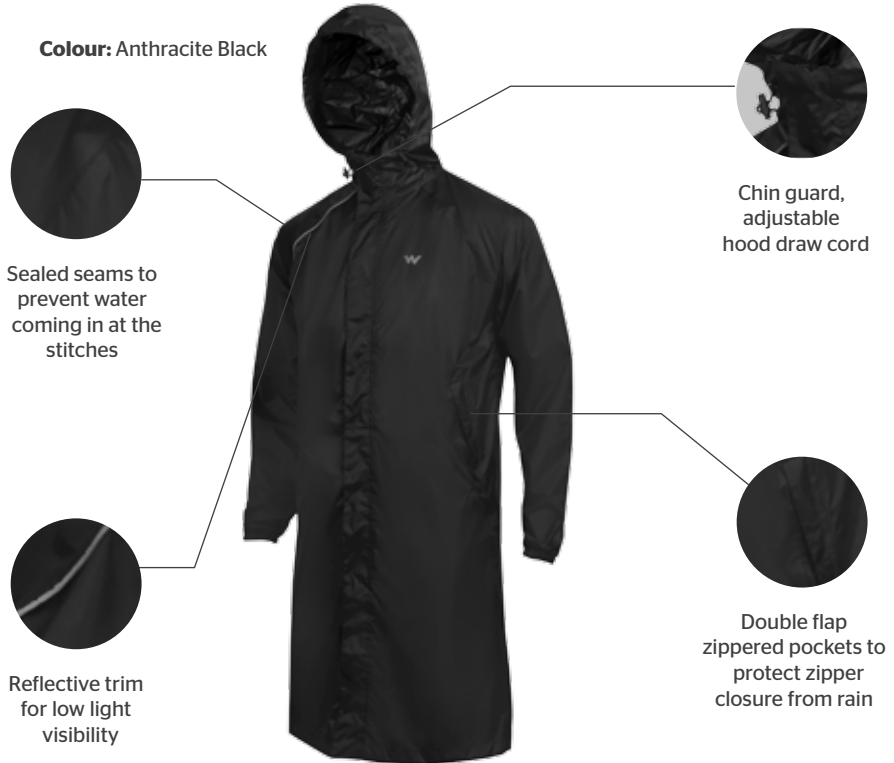 Colour: Anthracite Black
Chin guard,
adjustable
hood draw cord
Sealed seams to
prevent water
coming in at the
stitches
Double flap
zippered pockets to
protect zipper
closure from rain
Reflective trim
for low light
visibility